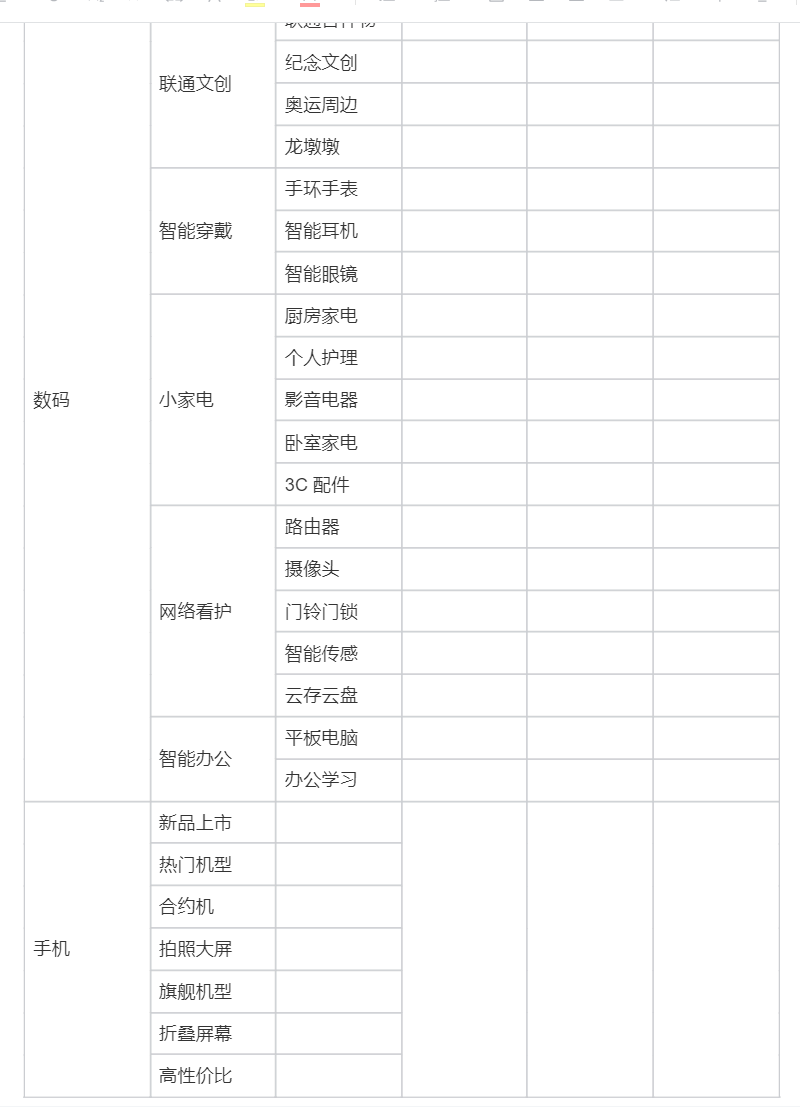 联通文创
纪念文创
奥运周边
龙墩墩
智能穿戴
手环手表
智能耳机
智能眼镜
数码
小家电
厨房家电
个人护理
影音电器
卧室家电
3C 配件
网络看护
路由器
摄像头
门铃门锁
智能传感
云存云盘
智能办公
平板电脑
办公学习
手机
新品上市
热门机型
合约机
拍照大屏
旗舰机型
折叠屏幕
高性价比